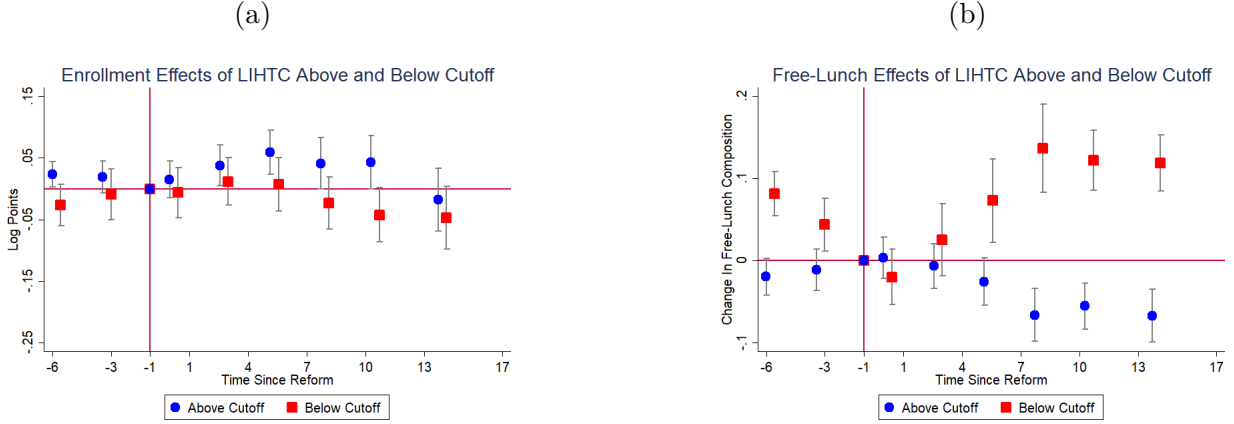 (a)
Enrollment Effects of LIHTC Above and Below Cutoff
Log Points
.15
.05
-.05
-.15
-.25
-6 -3 -1 1 4 7 10 13 17
Time Since Reform
Above Cutoff Below Cutoff
(b)
Free-Lunch Effects of LIHTC Above and Below Cutoff
Change In Free-Lunch Composition
.2
.1
0
-.1
-6 -3 -1 1 4 7 10 13 17
Time Since Reform
Above Cutoff Below Cutoff